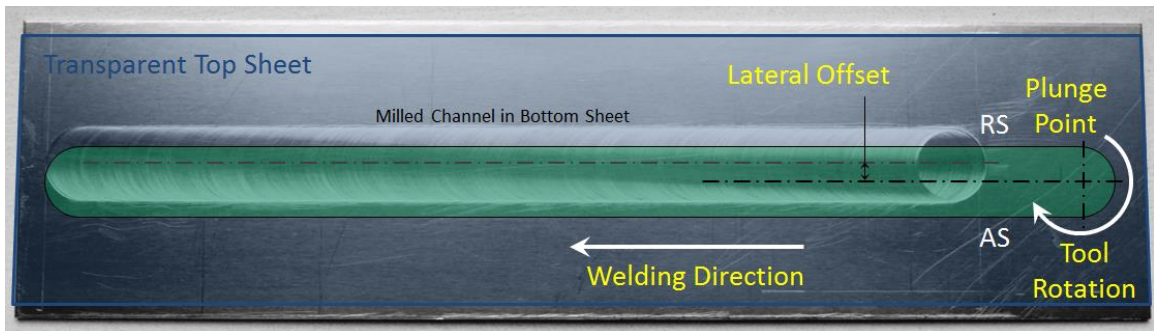 Transparent Top Sheet
Lateral Offset
Plunge
Point
Milled Channel in Bottom Sheet
RS
AS
Welding Direction
Tool
Rotation